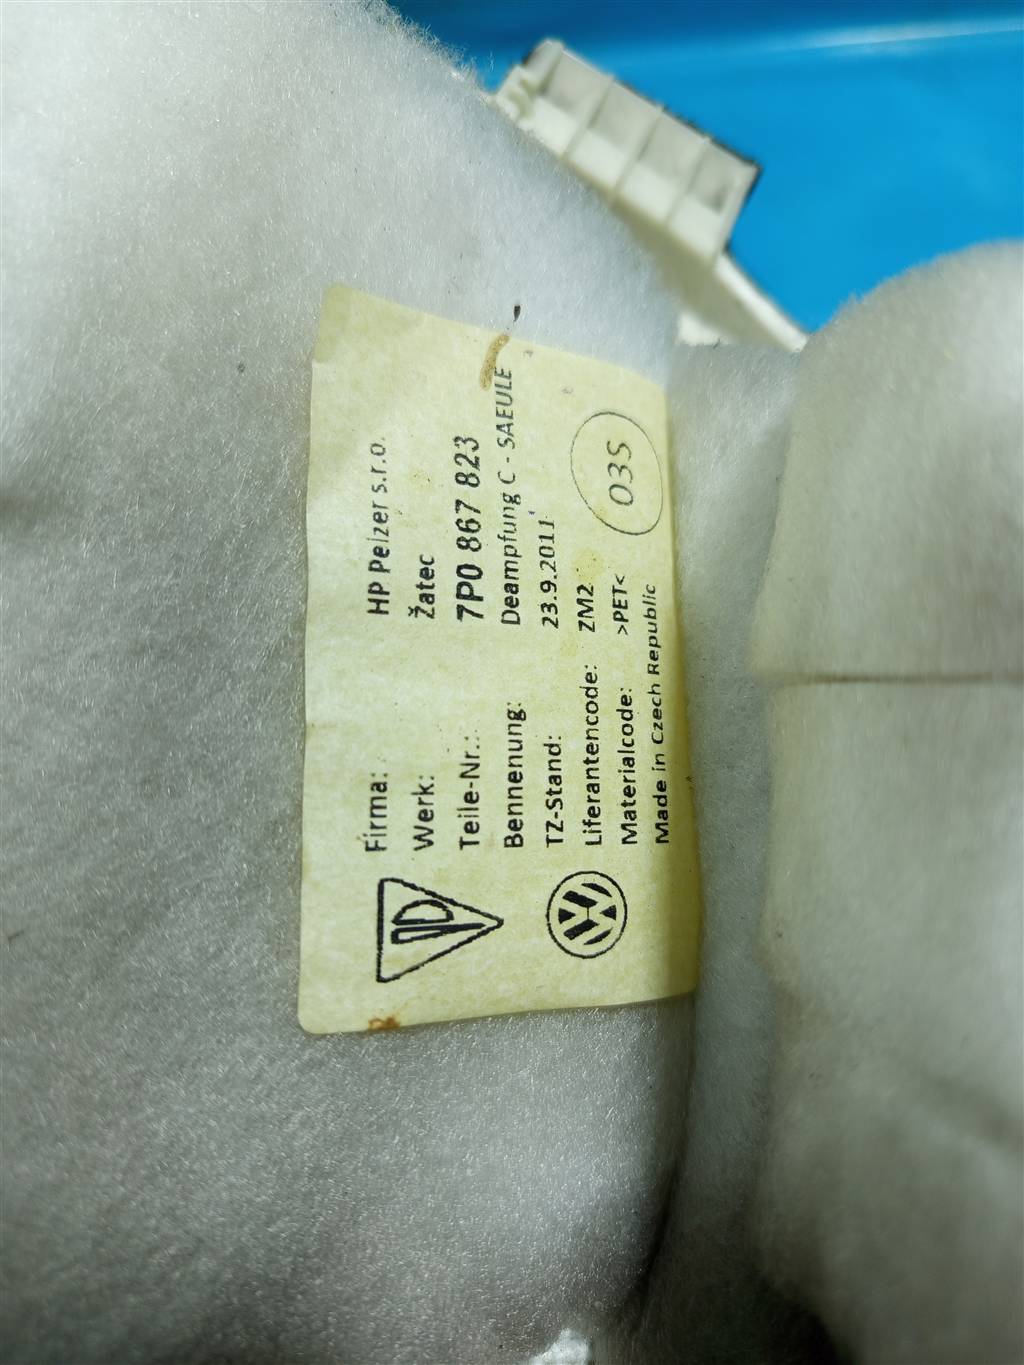 Firma: HP Pelzer s.r.o.
Werk: Žatec
Teile-Nr.: 7P0 867 823
Bennenung: Deampfung C - SAEULE
TZ-Stand: 23.9.2011
Liferantencode: ZM2
Materialcode: >PET<
Made in Czech Republic
03S